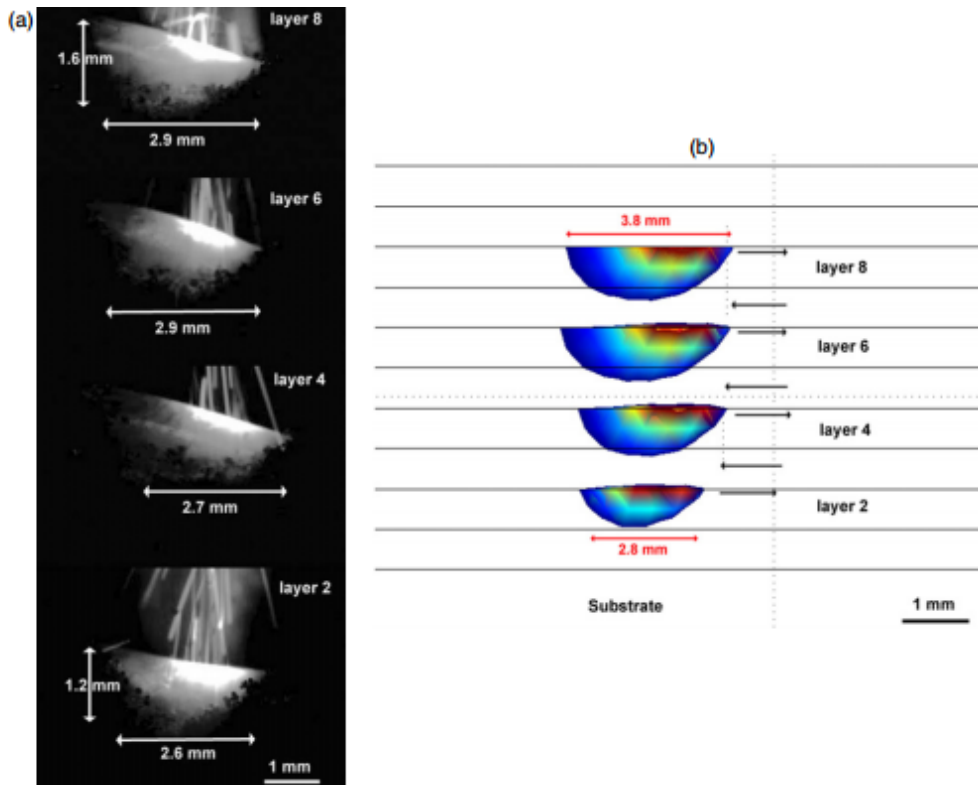 (a)
layer 8
1.6 mm
2.9 mm
layer 6
2.9 mm
layer 4
2.7 mm
layer 2
1.2 mm
2.6 mm
1 mm
(b)
3.8 mm
layer 8
layer 6
layer 4
layer 2
2.8 mm
Substrate
1 mm